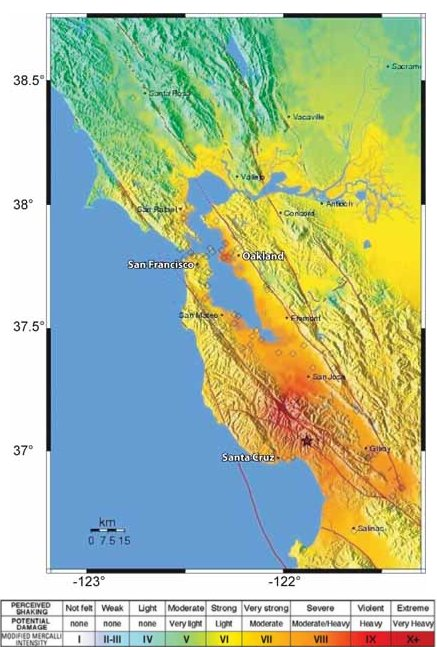 38.5°
Santa Rosa
Sacram
Vacaville
Vallejo
38°
San Rafael
Antioch
Concord
San Francisco
Oakland
37.5°
San Mateo
Fremont
San Jose
37°
Gilroy
Santa Cruz
km
0 7.5 15
Salinas
-123°
-122°
PERCEIVED SHAKING Not felt Weak Light Moderate Strong Very strong Severe Violent Extreme
POTENTIAL DAMAGE none none none Very light Light Moderate Moderate/Heavy Heavy Very Heavy
MODIFIED MERCALLI INTENSITY I II-III IV V VI VII VIII IX X+